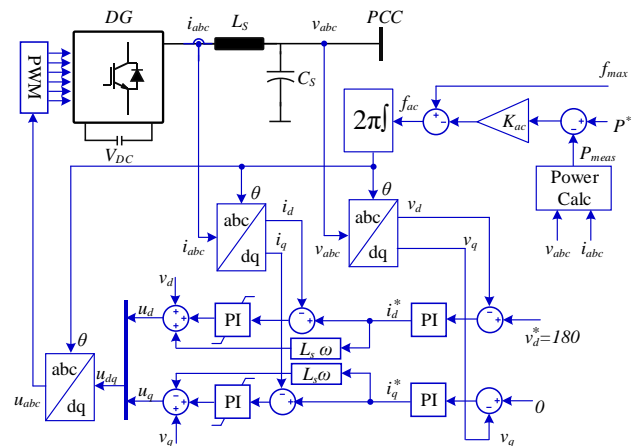 DG
i_abc
L_S
v_abc
PCC
PWM
C_S
V_DC
f_max
2π∫
f_ac
+
-
K_ac
-
P*
P_meas
Power
Calc
v_abc
i_abc
θ
θ
abc
dq
i_d
i_q
i_abc
abc
dq
v_d
v_q
v_abc
v_d
u_d
+
+
PI
-
i_d*
PI
-
v_d*=180
L_s ω
θ
abc
dq
u_abc
u_dq
L_sω
u_q
-
+
PI
-
i_q*
PI
-
0
v_q
v_q